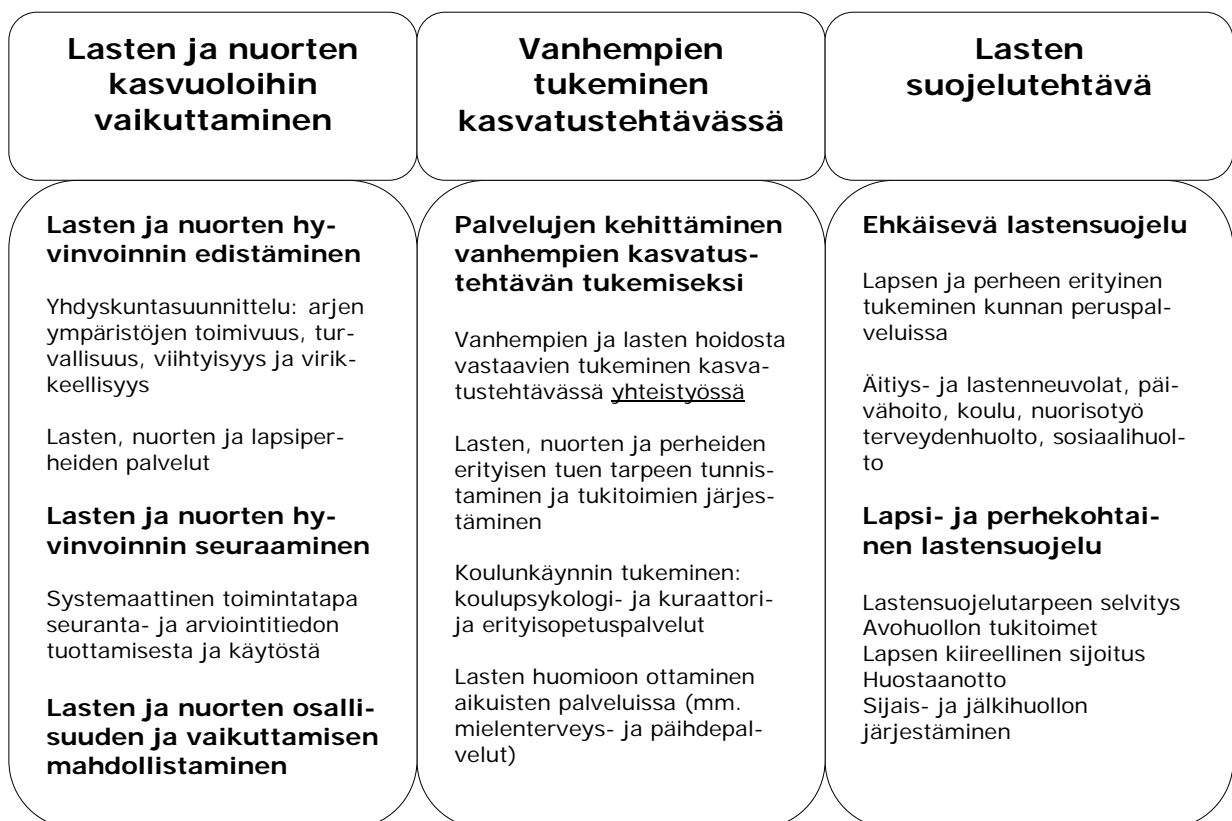 Lasten ja nuorten
kasvuoloihin
vaikuttaminen
Vanhempien
tukeminen
kasvatustehtävässä
Lasten
suojelutehtävä
Lasten ja nuorten hy-
vinvoinnin edistäminen
Yhdyskuntasuunnittelu: arjen
ympäristöjen toimivuus, tur-
vallisuus, viihtyisyys ja virik-
keellisyys
Lasten, nuorten ja lapsiper-
heiden palvelut
Lasten ja nuorten hy-
vinvoinnin seuraaminen
Systemaattinen toimintatapa
seuranta- ja arviointitiedon
tuottamisesta ja käytöstä
Lasten ja nuorten osalli-
suuden ja vaikuttamisen
mahdollistaminen
Palvelujen kehittäminen
vanhempien kasvatus-
tehtävän tukemiseksi
Vanhempien ja lasten hoidosta
vastaavien tukeminen kasva-
tustehtävässä yhteistyössä
Lasten, nuorten ja perheiden
erityisen tuen tarpeen tunnis-
taminen ja tukitoimien järjes-
täminen
Koulunkäynnin tukeminen:
koulupsykologi- ja kuraattori-
ja erityisopetuspalvelut
Lasten huomioon ottaminen
aikuisten palveluissa (mm.
mielenterveys- ja päihdepal-
velut)
Ehkäisevä lastensuojelu
Lapsen ja perheen erityinen
tukeminen kunnan peruspal-
veluissa
Äitiys- ja lastenneuvolat, päi-
vähoito, koulu, nuorisotyö
terveydenhuolto, sosiaalihuol-
to
Lapsi- ja perhekohtai-
nen lastensuojelu
Lastensuojelutarpeen selvitys
Avohuollon tukitoimet
Lapsen kiireellinen sijoitus
Huostaanotto
Sijais- ja jälkihuollon
järjestäminen